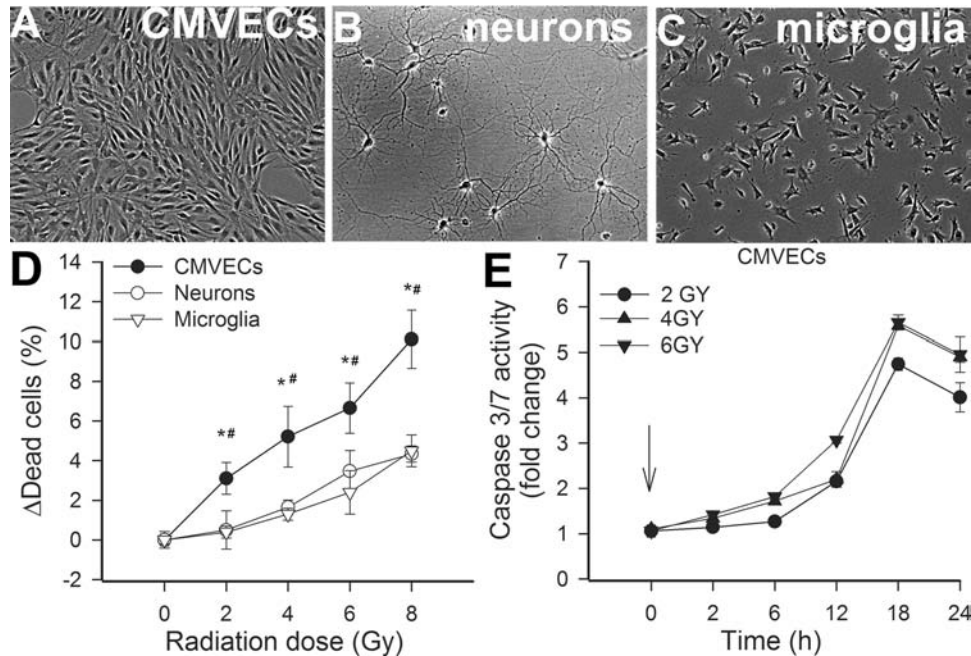 A CMVECs
B neurons
C microglia
D
14
12
10
8
6
4
2
0
-2
ΔDead cells (%)
CMVECs
Neurons
Microglia
*#
*#
*#
*#
0 2 4 6 8
Radiation dose (Gy)
E
CMVECs
7
6
5
4
3
2
1
0
Caspase 3/7 activity
(fold change)
2 GY
4GY
6GY
0 2 6 12 18 24
Time (h)